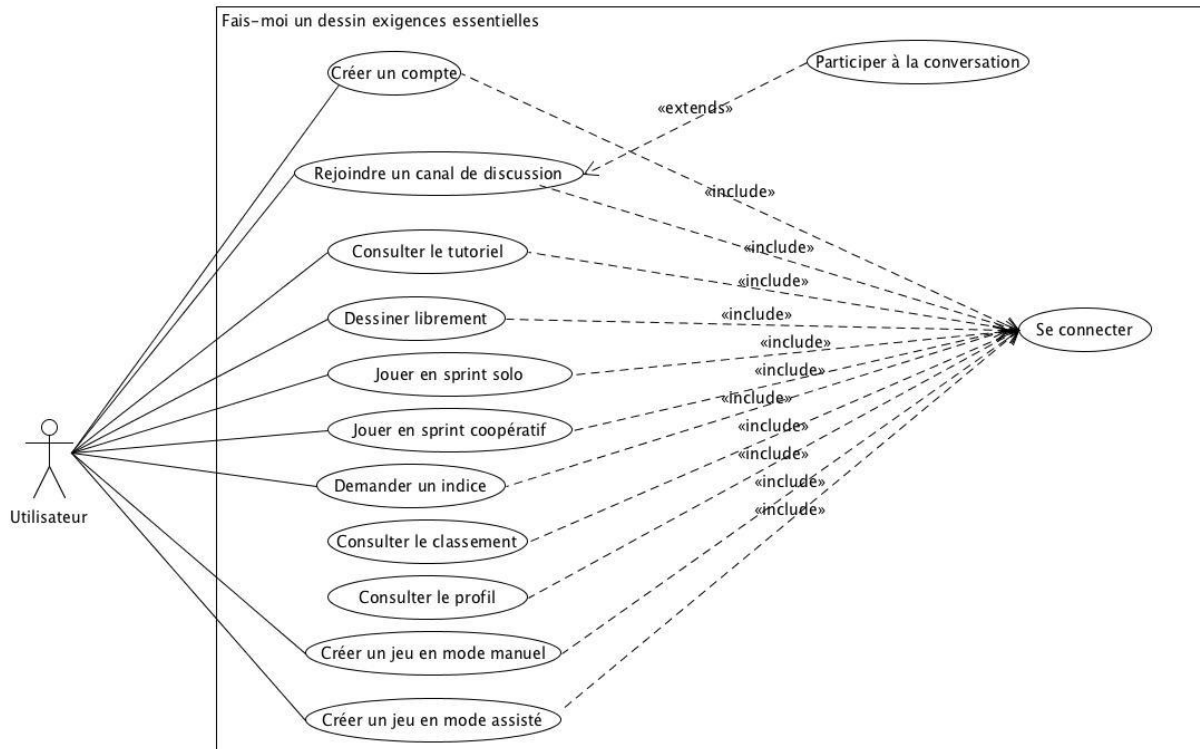 Fais-moi un dessin exigences essentielles
Créer un compte
Participer à la conversation
«extends»
Rejoindre un canal de discussion
«include»
«include»
Consulter le tutoriel
«include»
Dessiner librement
«include»
Se connecter
«include»
Jouer en sprint solo
«include»
«include»
Jouer en sprint coopératif
«include»
«include»
Demander un indice
«include»
«include»
Utilisateur
Consulter le classement
Consulter le profil
Créer un jeu en mode manuel
Créer un jeu en mode assisté